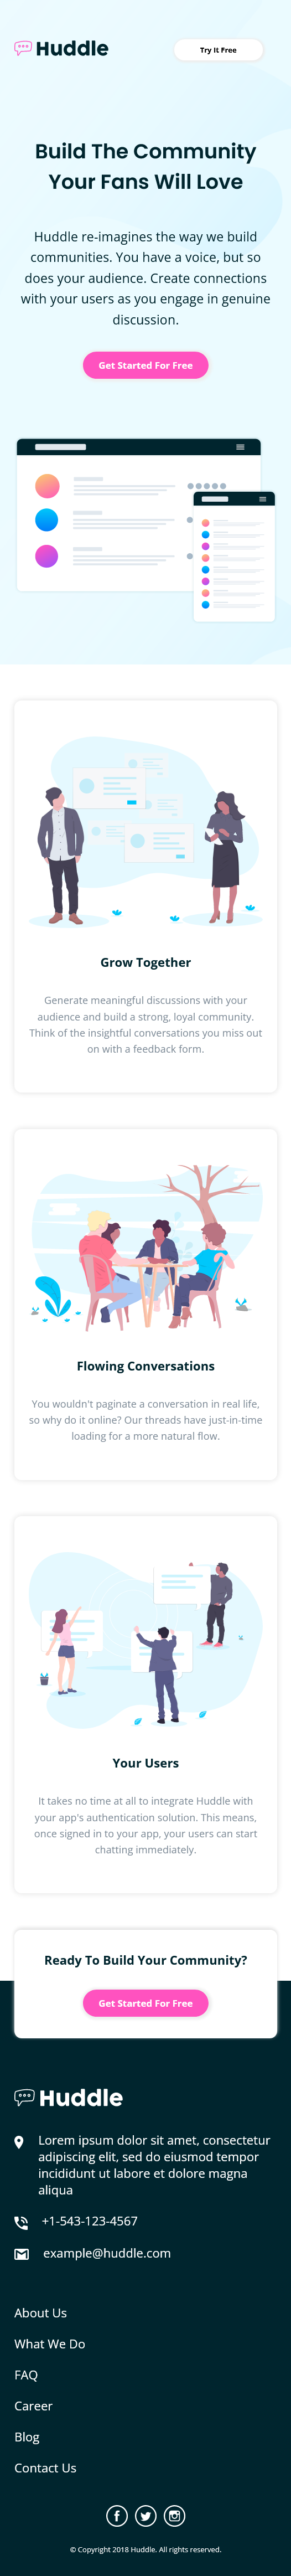 Huddle
Try It Free
Build The Community
Your Fans Will Love
Huddle re-imagines the way we build
communities. You have a voice, but so
does your audience. Create connections
with your users as you engage in genuine
discussion.
Get Started For Free
Grow Together
Generate meaningful discussions with your
audience and build a strong, loyal community.
Think of the insightful conversations you miss out
on with a feedback form.
Flowing Conversations
You wouldn't paginate a conversation in real life,
so why do it online? Our threads have just-in-time
loading for a more natural flow.
Your Users
It takes no time at all to integrate Huddle with
your app's authentication solution. This means,
once signed in to your app, your users can start
chatting immediately.
Ready To Build Your Community?
Get Started For Free
Huddle
Lorem ipsum dolor sit amet, consectetur
adipiscing elit, sed do eiusmod tempor
incididunt ut labore et dolore magna
aliqua
+1-543-123-4567
example@huddle.com
About Us
What We Do
FAQ
Career
Blog
Contact Us
© Copyright 2018 Huddle. All rights reserved.